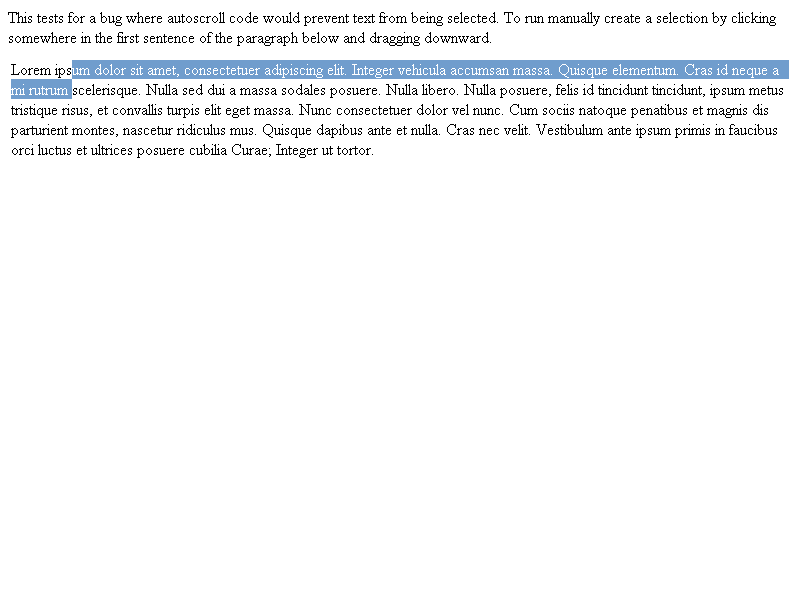 This tests for a bug where autoscroll code would prevent text from being selected. To run manually create a selection by clicking
somewhere in the first sentence of the paragraph below and dragging downward.
Lorem ipsum dolor sit amet, consectetuer adipiscing elit. Integer vehicula accumsan massa. Quisque elementum. Cras id neque a
mi rutrum scelerisque. Nulla sed dui a massa sodales posuere. Nulla libero. Nulla posuere, felis id tincidunt tincidunt, ipsum metus
tristique risus, et convallis turpis elit eget massa. Nunc consectetuer dolor vel nunc. Cum sociis natoque penatibus et magnis dis
parturient montes, nascetur ridiculus mus. Quisque dapibus ante et nulla. Cras nec velit. Vestibulum ante ipsum primis in faucibus
orci luctus et ultrices posuere cubilia Curae; Integer ut tortor.